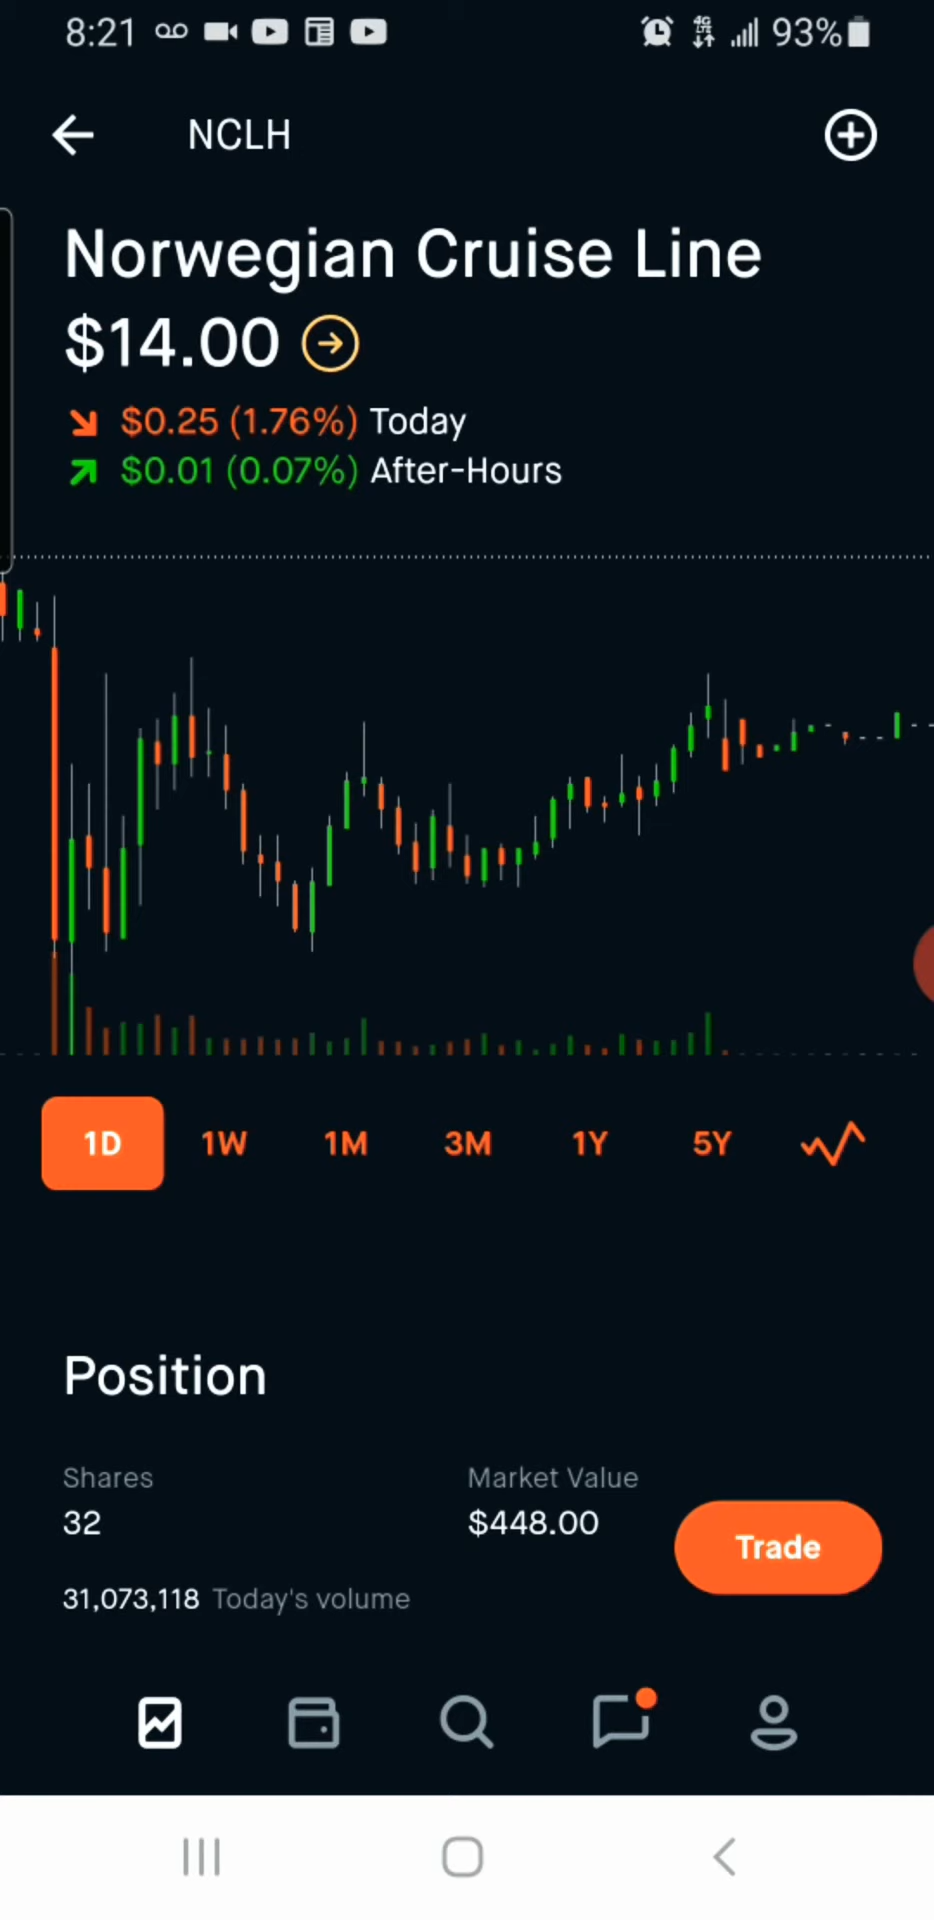 8:21 4G LTE 93%
NCLH
Norwegian Cruise Line
$14.00
$0.25 (1.76%) Today
$0.01 (0.07%) After-Hours
1D 1W 1M 3M 1Y 5Y
Position
Shares Market Value
32 $448.00
Trade
31,073,118 Today's volume